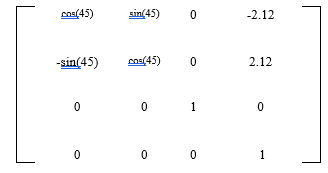 cos(45) sin(45) 0 -2.12
-sin(45) cos(45) 0 2.12
0 0 1 0
0 0 0 1